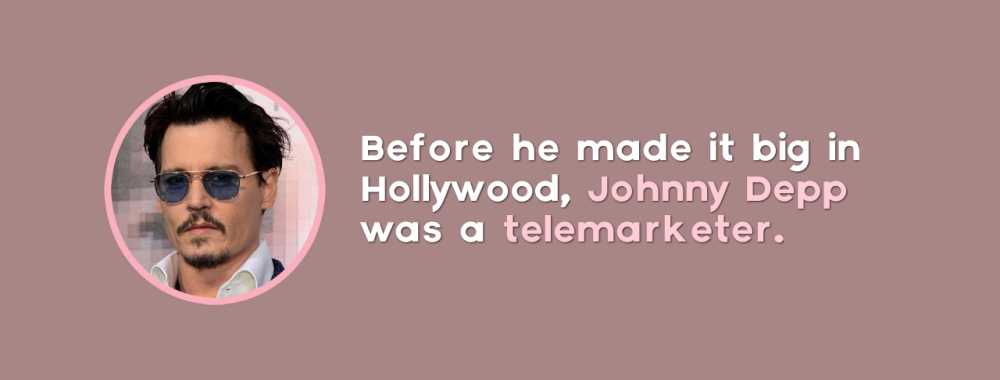 Before he made it big in
Hollywood, Johnny Depp
was a telemarketer.